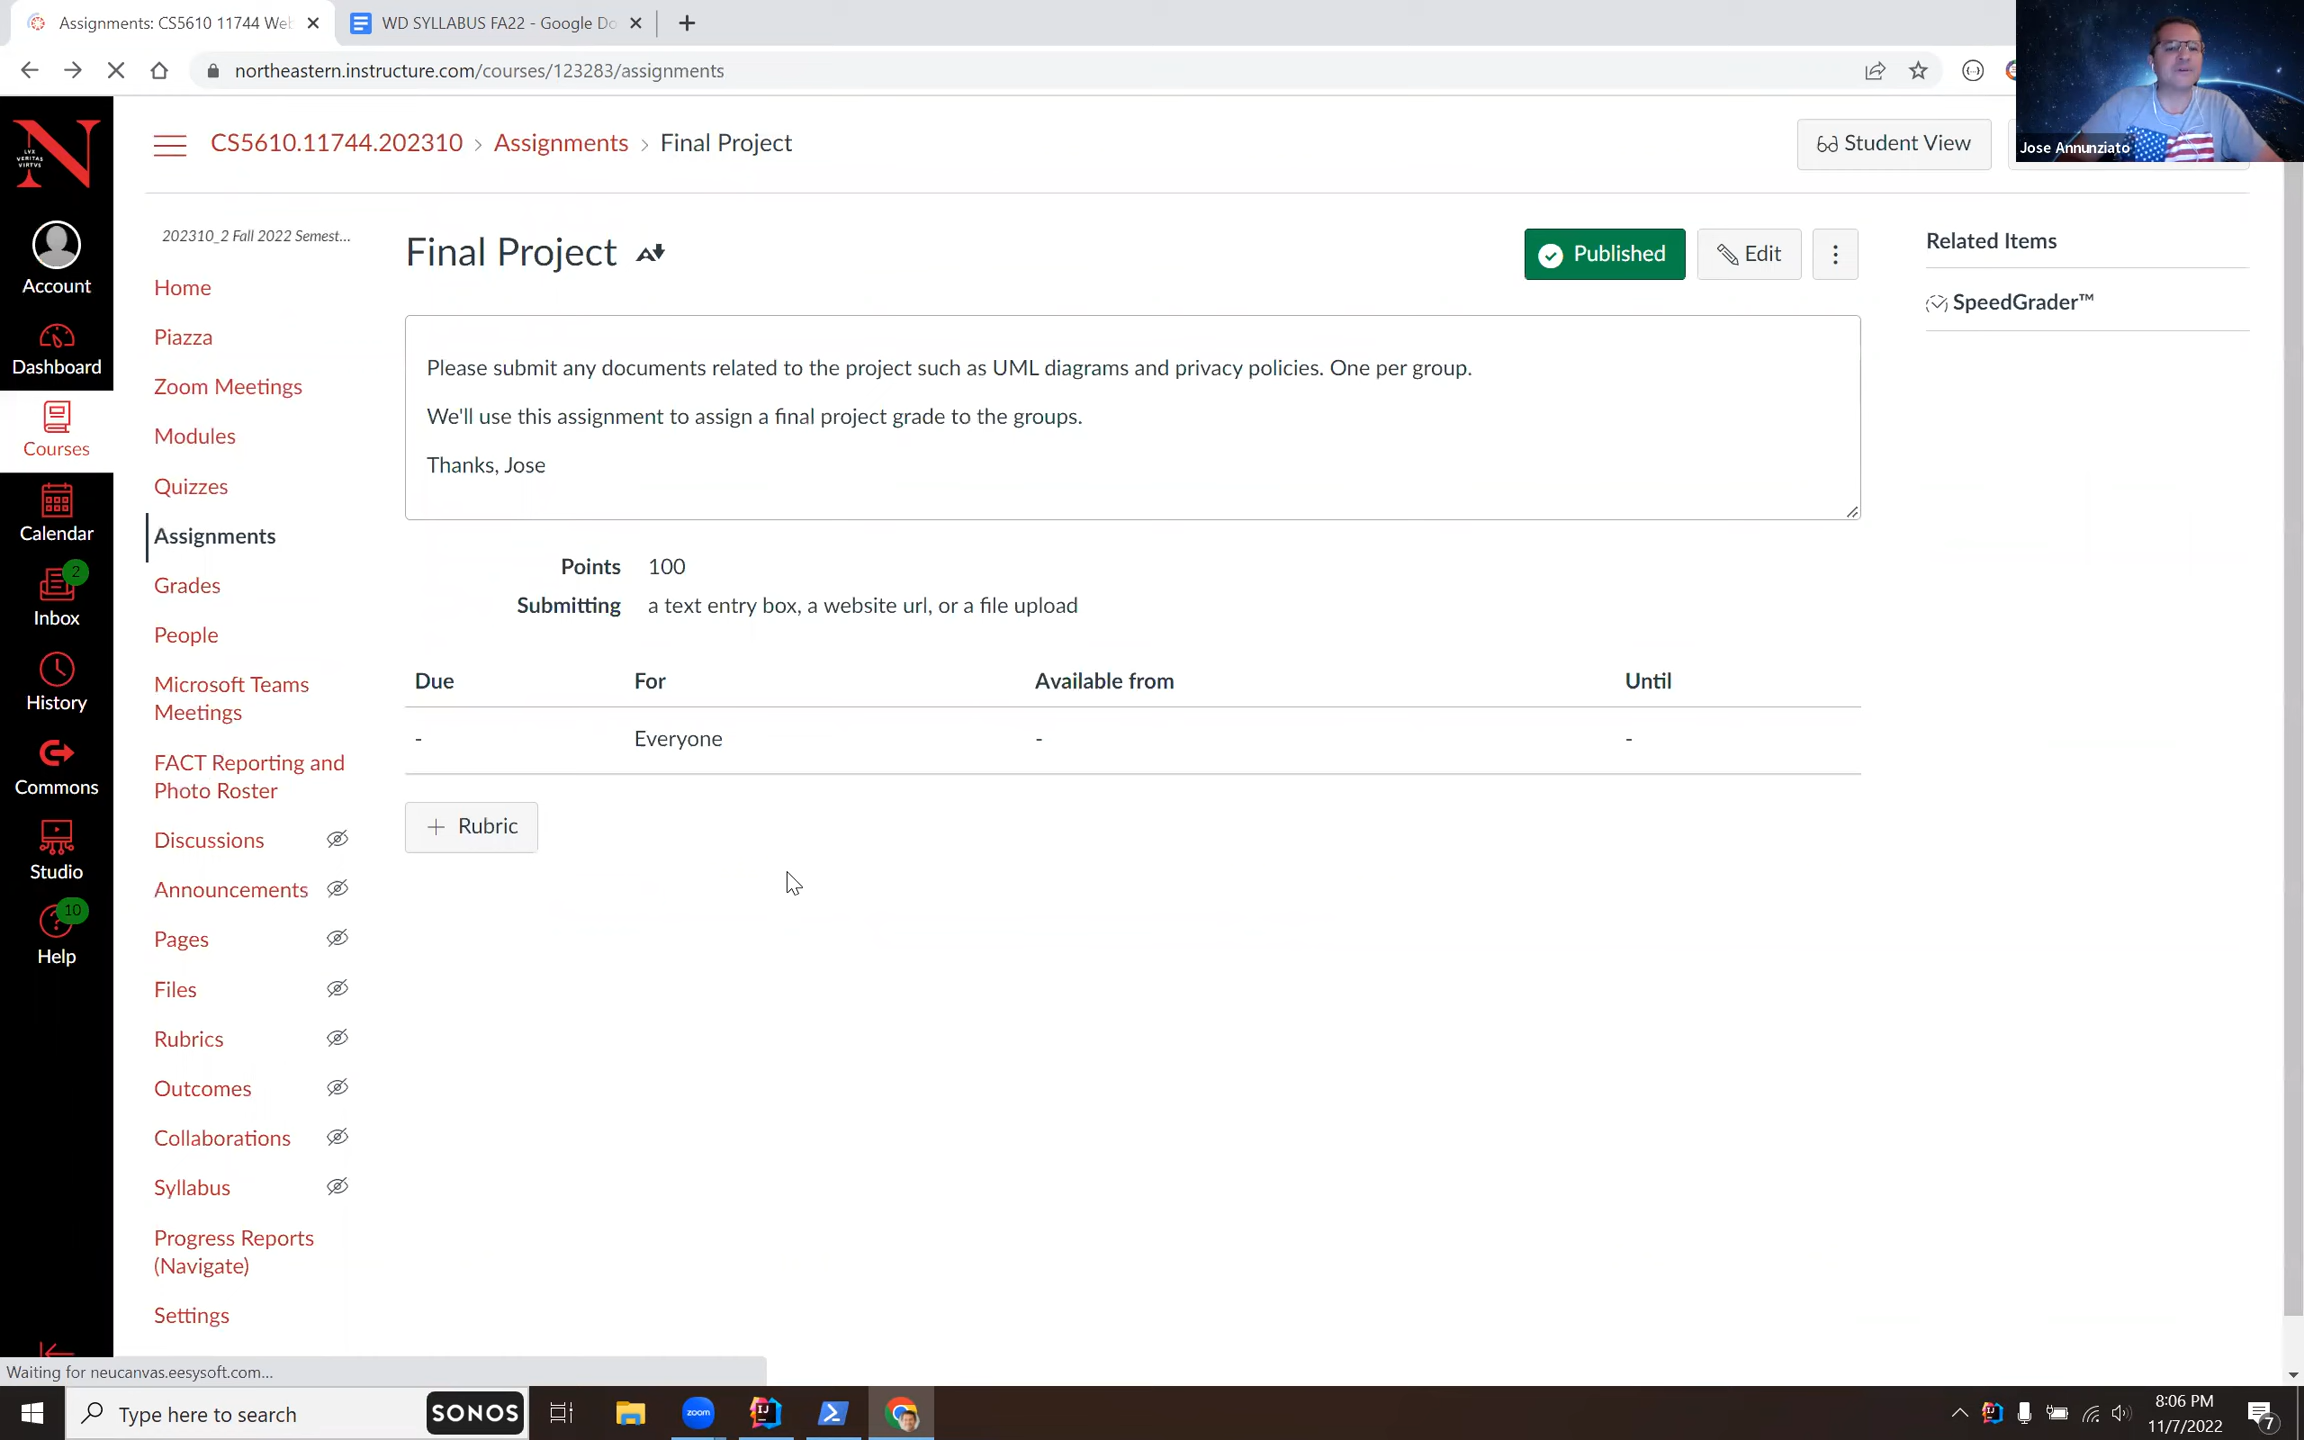 Assignments: CS5610 11744 Web
WD SYLLABUS FA22 - Google Do
northeastern.instructure.com/courses/123283/assignments
CS5610.11744.202310 › Assignments › Final Project
Student View
Jose Annunziato
N
LVX
VERITAS
VIRTVS
Account
Dashboard
Courses
Calendar
2
Inbox
History
Commons
Studio
10
Help
202310_2 Fall 2022 Semest...
Home
Piazza
Zoom Meetings
Modules
Quizzes
Assignments
Grades
People
Microsoft Teams
Meetings
FACT Reporting and
Photo Roster
Discussions
Announcements
Pages
Files
Rubrics
Outcomes
Collaborations
Syllabus
Progress Reports
(Navigate)
Settings
Final Project
Published
Edit
Please submit any documents related to the project such as UML diagrams and privacy policies. One per group.
We'll use this assignment to assign a final project grade to the groups.
Thanks, Jose
Points 100
Submitting a text entry box, a website url, or a file upload
Due For Available from Until
- Everyone - -
+ Rubric
Related Items
SpeedGrader™
Waiting for neucanvas.eesysoft.com...
Type here to search
SONOS
zoom
IJ
8:06 PM
11/7/2022
7